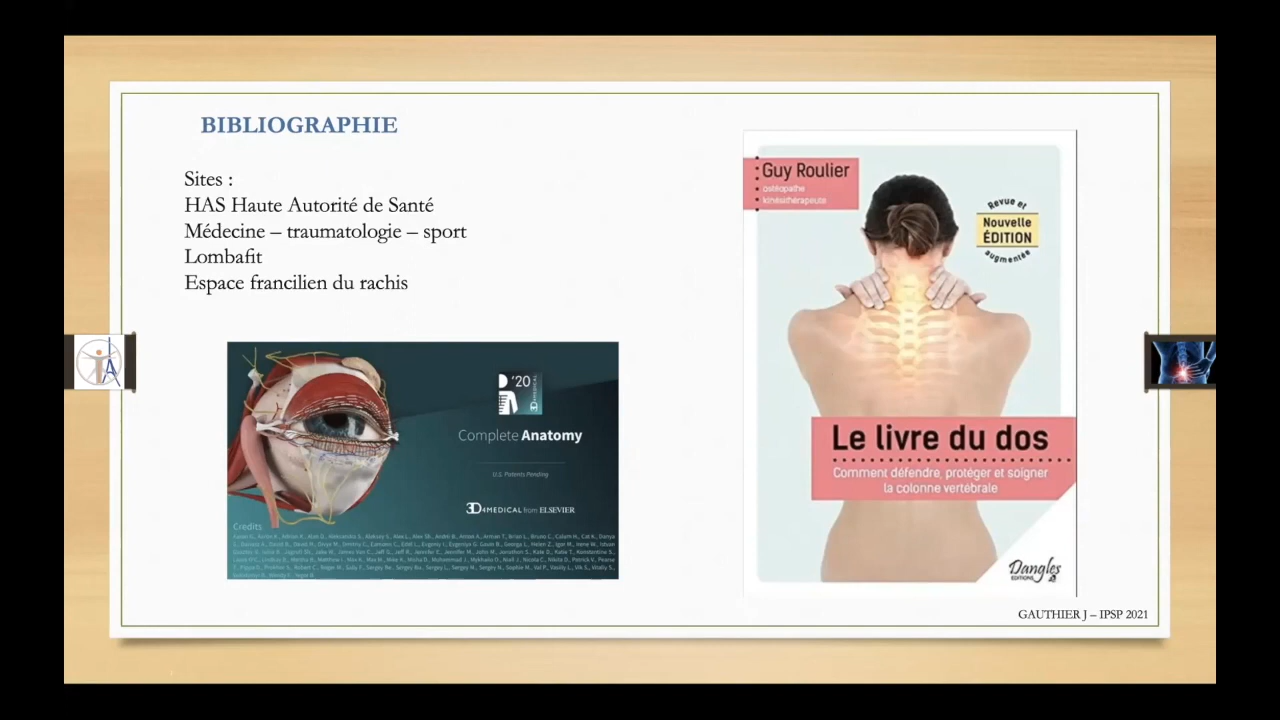 BIBLIOGRAPHIE
Sites :
HAS Haute Autorité de Santé
Médecine – traumatologie – sport
Lombafit
Espace francilien du rachis
'20
3D4MEDICAL
Complete Anatomy
U.S. Patents Pending
3D4MEDICAL from ELSEVIER
Credits
Guy Roulier
ostéopathe
kinésithérapeute
Revue et
Nouvelle
ÉDITION
augmentée
Le livre du dos
Comment défendre, protéger et soigner
la colonne vertébrale
Dangles
EDITIONS
GAUTHIER J – IPSP 2021